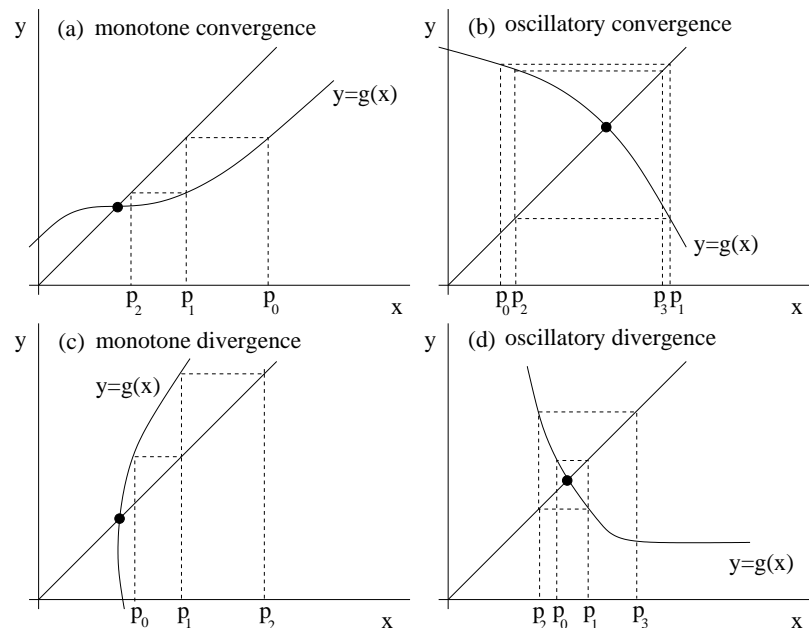 y
(a) monotone convergence
y=g(x)
p2 p1 p0 x
y
(b) oscillatory convergence
y=g(x)
p0 p2 p3 p1 x
y
(c) monotone divergence
y=g(x)
p0 p1 p2 x
y
(d) oscillatory divergence
y=g(x)
p2 p0 p1 p3 x